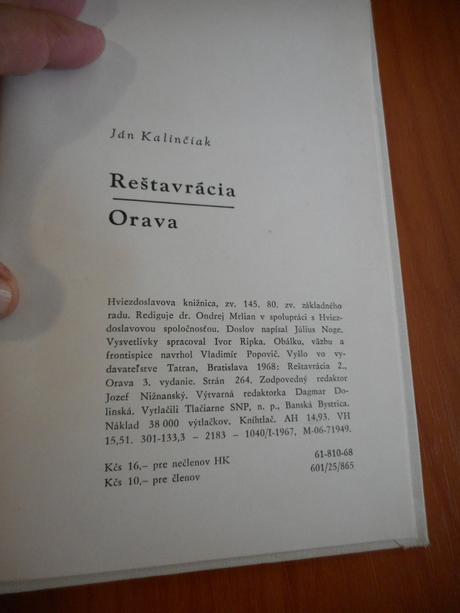 Ján Kalinčiak
Reštavrácia
Orava
Hviezdoslavova knižnica, zv. 145. 80. zv. základného
radu. Rediguje dr. Ondrej Mrlian v spolupráci s Hviez-
doslavovou spoločnosťou. Doslov napísal Július Noge.
Vysvetlivky spracoval Ivor Ripka. Obálku, väzbu a
frontispice navrhol Vladimír Popovič. Vyšlo vo vy-
davateľstve Tatran, Bratislava 1968: Reštavrácia 2.,
Orava 3. vydanie. Strán 264. Zodpovedný redaktor
Jozef Nižnanský. Výtvarná redaktorka Dagmar Do-
linská. Vytlačili Tlačiarne SNP, n. p., Banská Bystrica.
Náklad 38 000 výtlačkov. Kníhtlač. AH 14,93. VH
15,51. 301-133,3 – 2183 – 1040/I-1967, M-06-71949.
61-810-68
Kčs 16,– pre nečlenov HK
601/25/865
Kčs 10,– pre členov